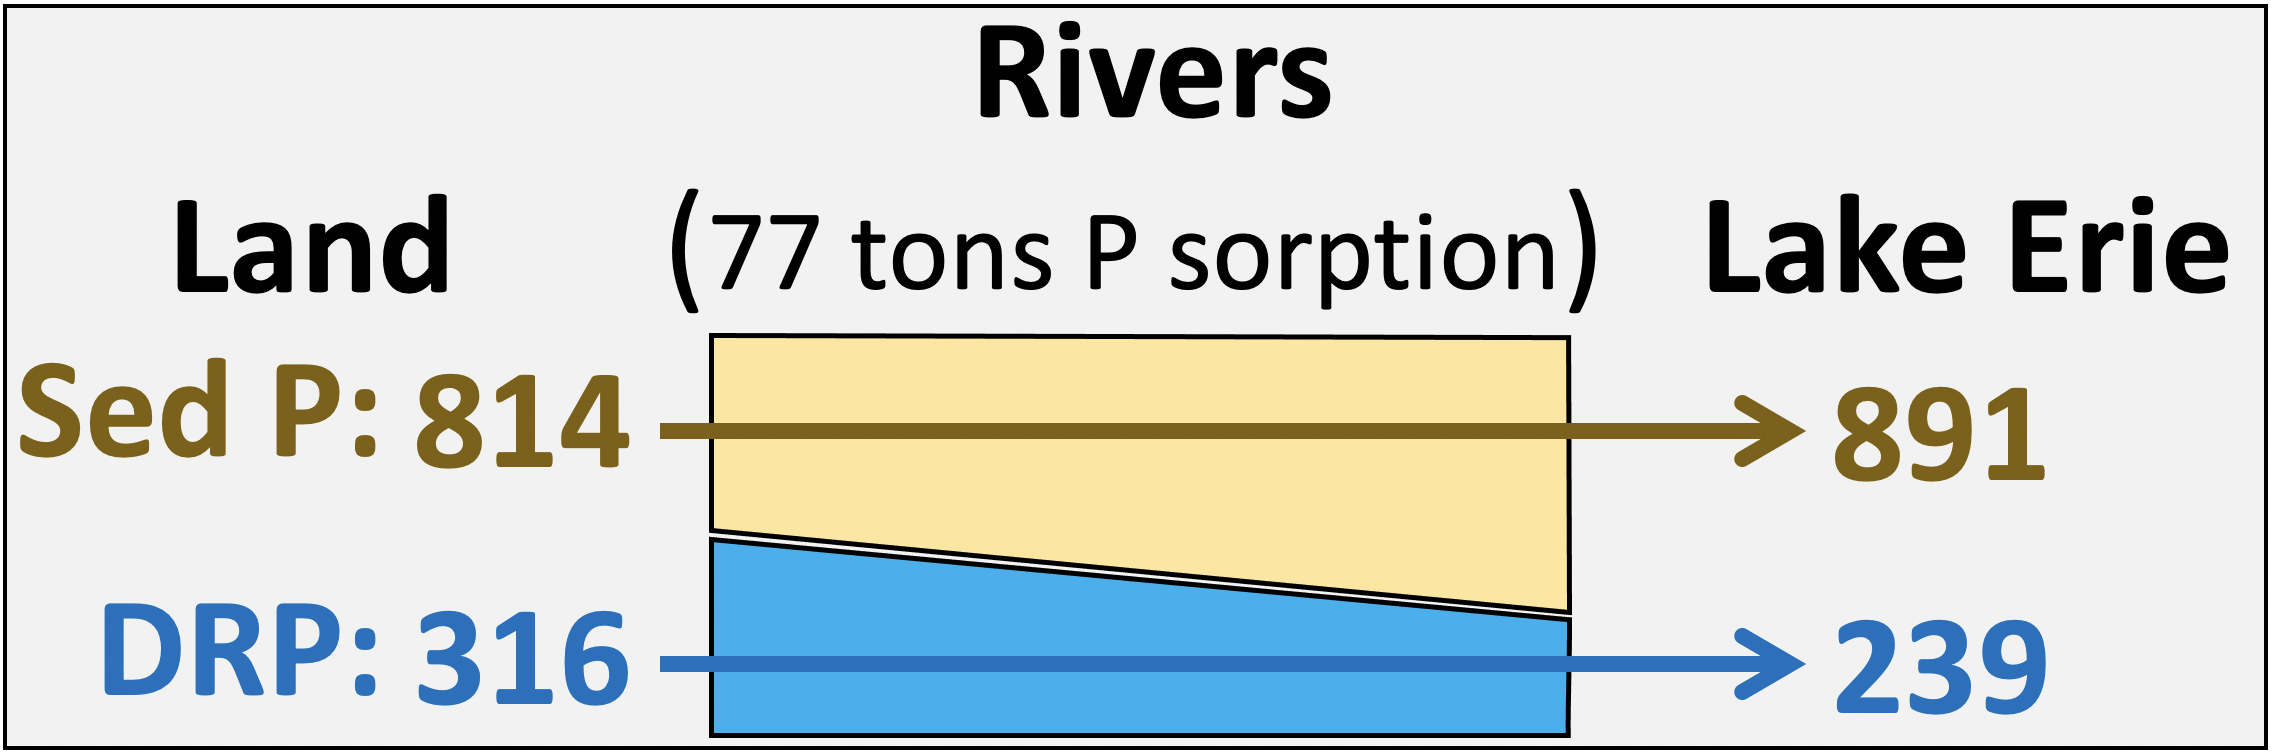 Rivers
Land (77 tons P sorption) Lake Erie
Sed P: 814 891
DRP: 316 239